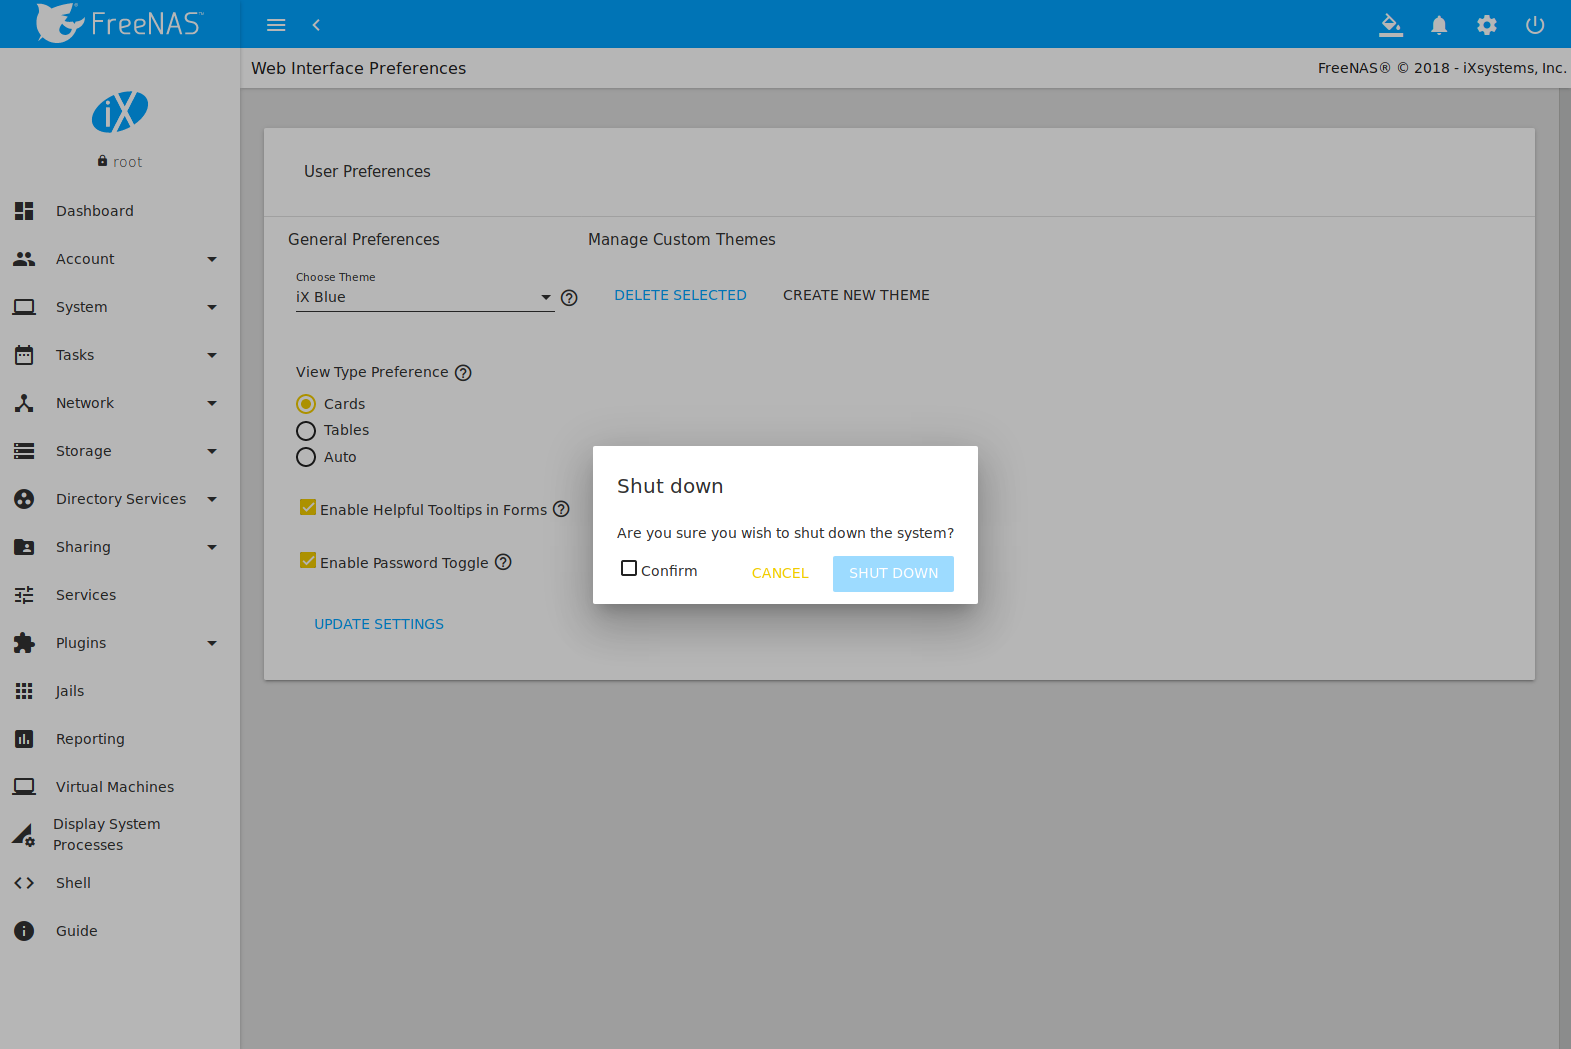 FreeNAS™
Web Interface Preferences
FreeNAS® © 2018 - iXsystems, Inc.
iX
root
Dashboard
Account
System
Tasks
Network
Storage
Directory Services
Sharing
Services
Plugins
Jails
Reporting
Virtual Machines
Display System
Processes
Shell
Guide
User Preferences
General Preferences
Manage Custom Themes
Choose Theme
iX Blue
DELETE SELECTED
CREATE NEW THEME
View Type Preference
Cards
Tables
Auto
Enable Helpful Tooltips in Forms
Enable Password Toggle
UPDATE SETTINGS
Shut down
Are you sure you wish to shut down the system?
Confirm
CANCEL
SHUT DOWN